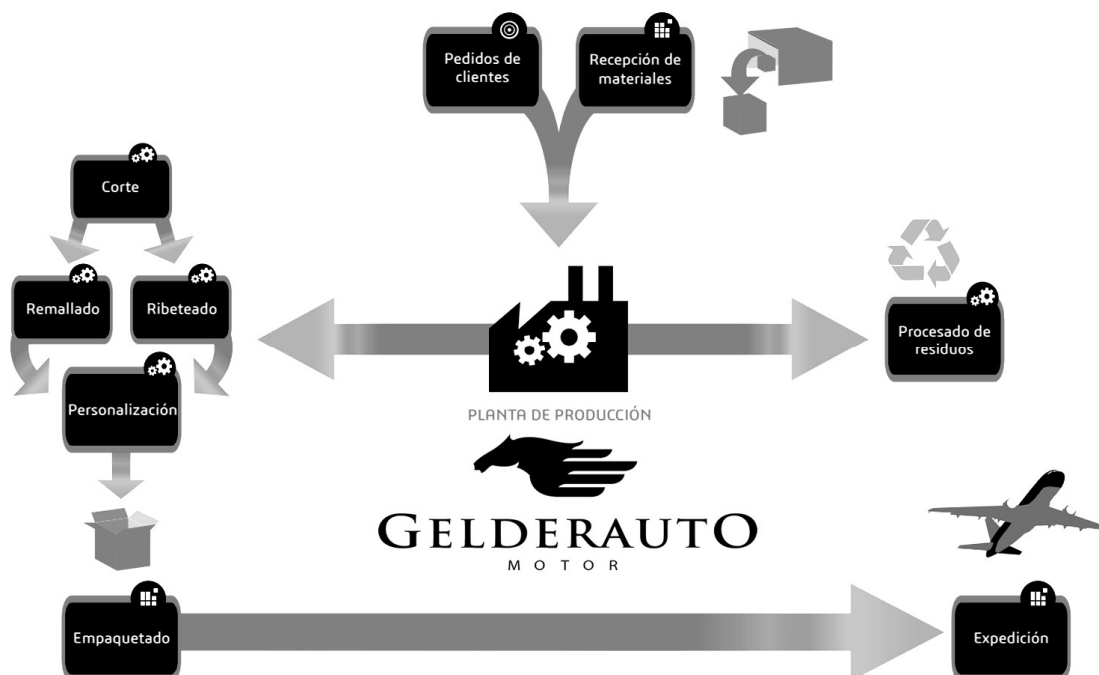 Pedidos de
clientes
Recepción de
materiales
Corte
Remallado
Ribeteado
Procesado de
residuos
Personalización
PLANTA DE PRODUCCIÓN
GELDERAUTO
MOTOR
Empaquetado
Expedición